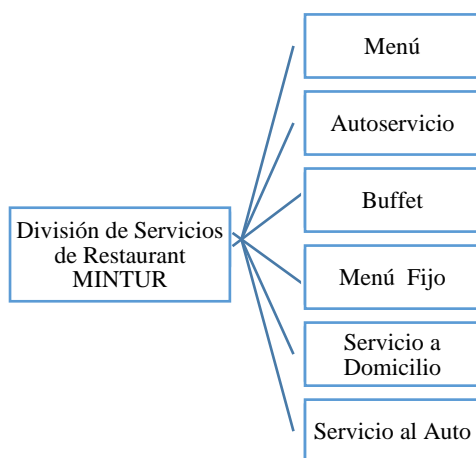 Menú
Autoservicio
Buffet
División de Servicios
de Restaurant
MINTUR
Menú Fijo
Servicio a
Domicilio
Servicio al Auto